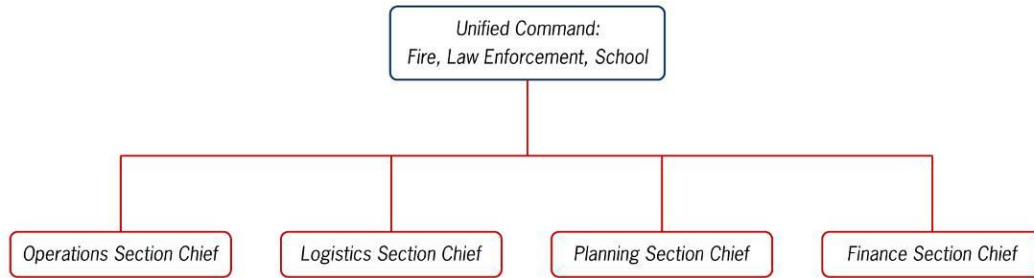 Unified Command:
Fire, Law Enforcement, School
Operations Section Chief
Logistics Section Chief
Planning Section Chief
Finance Section Chief